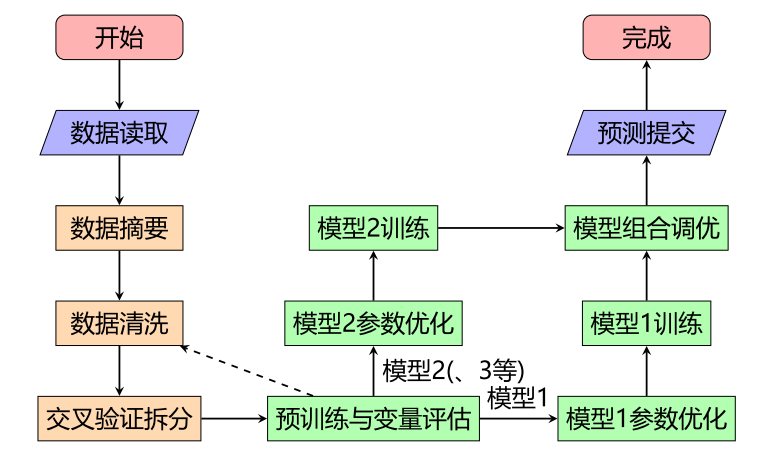 开始
完成
数据读取
预测提交
数据摘要
模型2训练
模型组合调优
数据清洗
模型2参数优化
模型1训练
模型2(、3等)
模型1
交叉验证拆分
预训练与变量评估
模型1参数优化